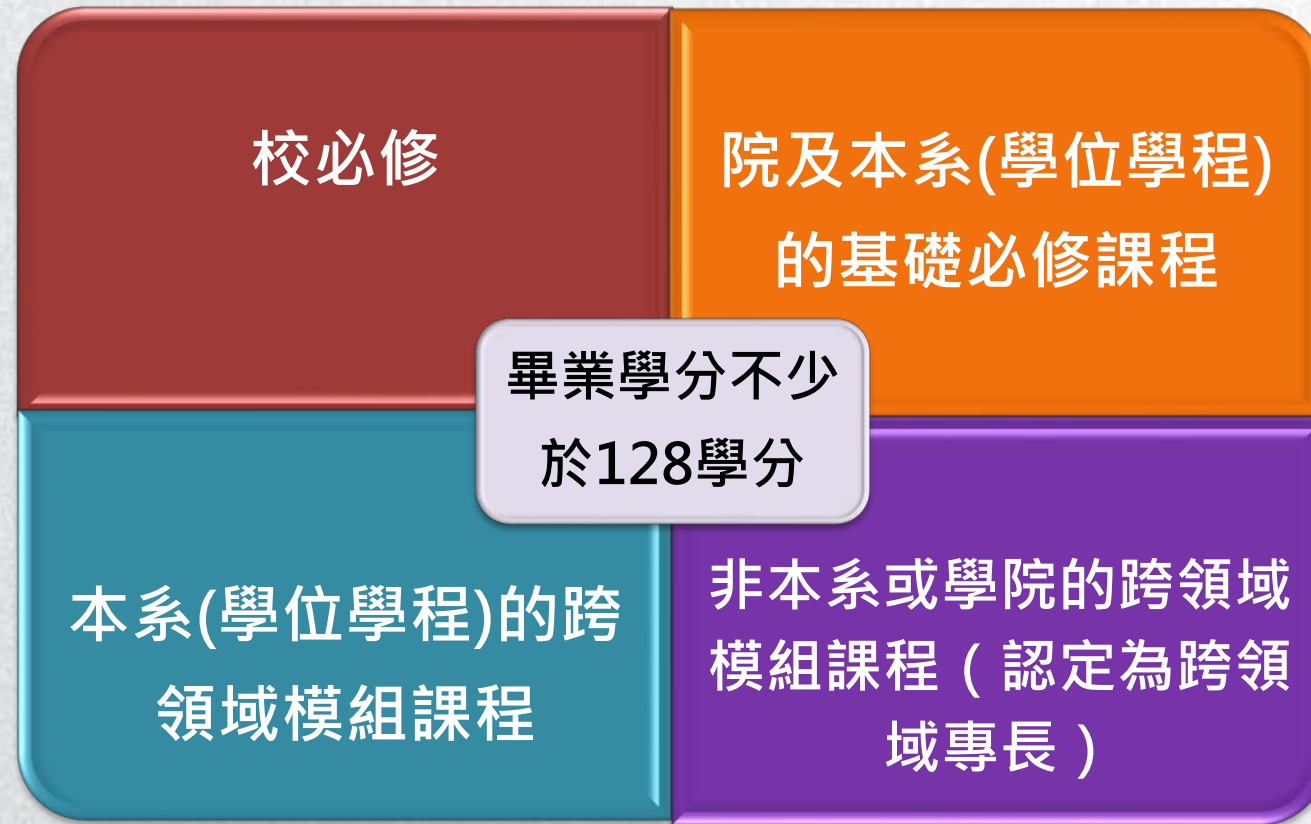 校必修
院及本系(學位學程)
的基礎必修課程
畢業學分不少
於128學分
本系(學位學程)的跨
領域模組課程
非本系或學院的跨領域
模組課程（認定為跨領
域專長）